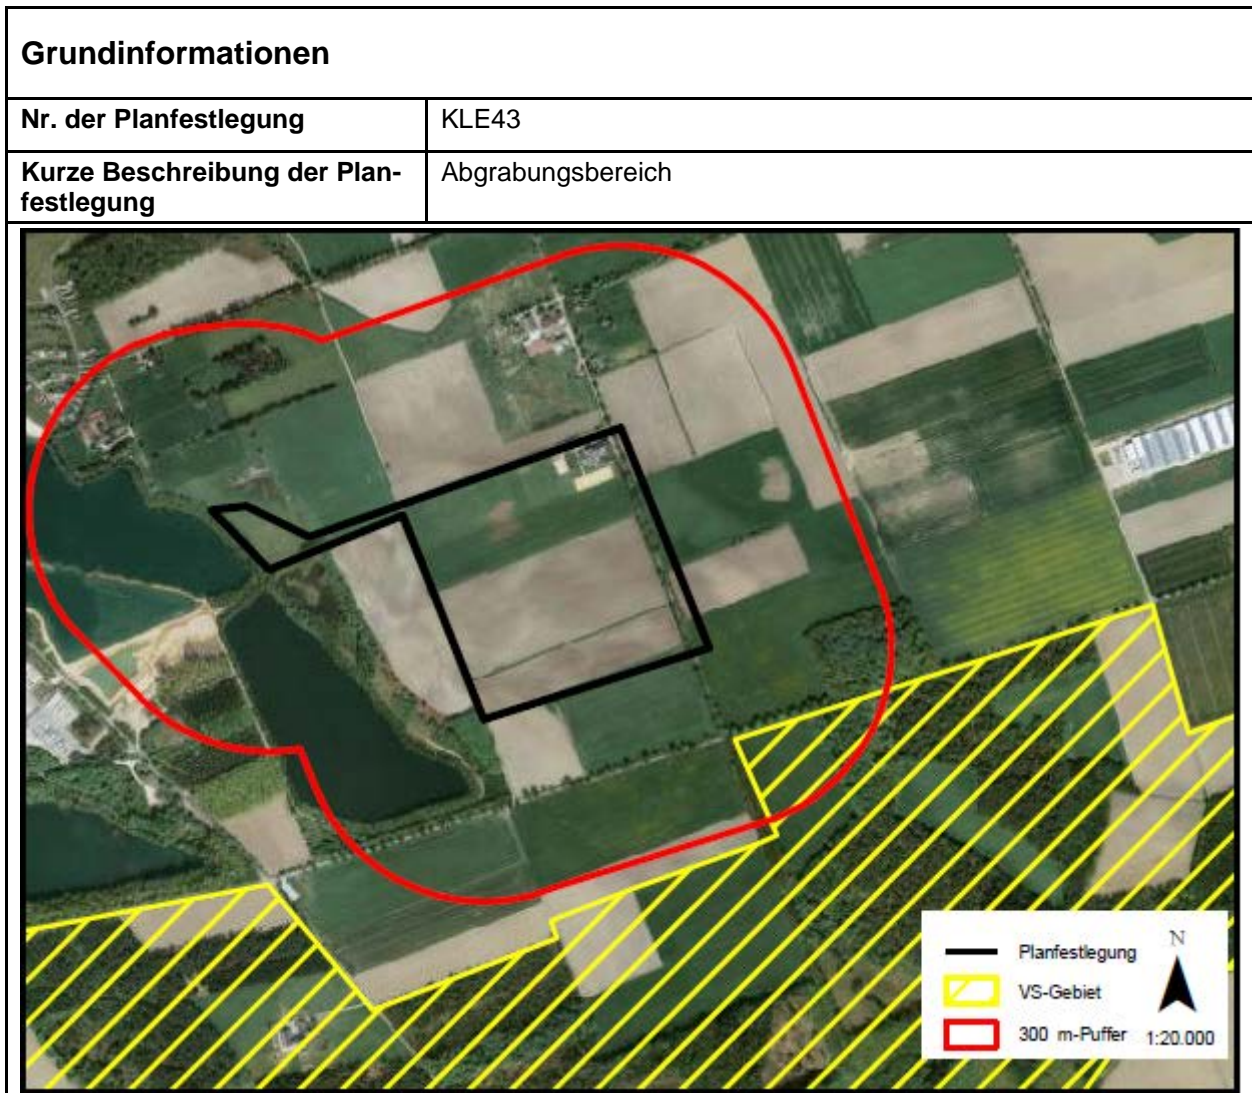 Grundinformationen
Nr. der Planfestlegung
KLE43
Kurze Beschreibung der Plan-
festlegung
Abgrabungsbereich
Planfestlegung
VS-Gebiet
300 m-Puffer
N
1:20.000